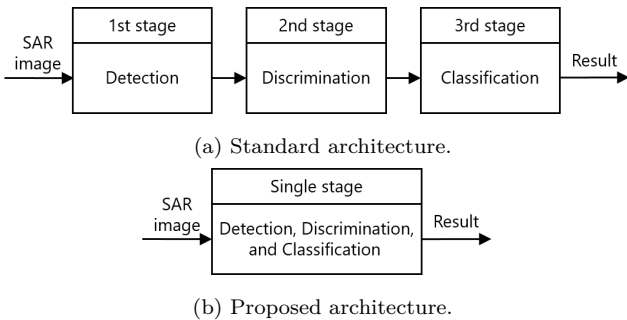 1st stage
2nd stage
3rd stage
SAR
image
Detection
Discrimination
Classification
Result
(a) Standard architecture.
Single stage
SAR
image
Detection, Discrimination,
and Classification
Result
(b) Proposed architecture.